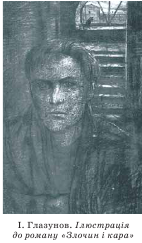 І. Глазунов. Ілюстрація
до роману «Злочин і кара»